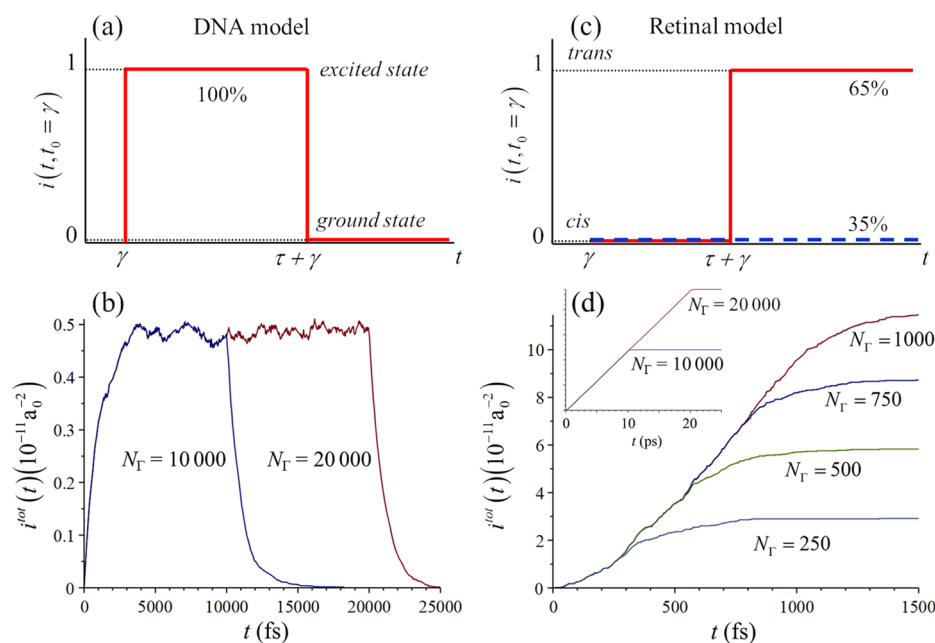 (a) DNA model
i(t, t₀ = γ)
1
excited state
100%
ground state
0
γ τ + γ t
(c) Retinal model
i(t, t₀ = γ)
trans
1
65%
cis
35%
0
γ τ + γ t
(b)
i^tot(t)(10⁻¹¹ a₀⁻²)
0.5
0.4
0.3
0.2
0.1
0
N_Γ = 10 000 N_Γ = 20 000
0 5000 10000 15000 20000 25000
t (fs)
(d)
i^tot(t)(10⁻¹¹ a₀⁻²)
10
8
6
4
2
0
N_Γ = 20 000
N_Γ = 10 000
0 10 20
t (ps)
N_Γ = 1000
N_Γ = 750
N_Γ = 500
N_Γ = 250
0 500 1000 1500
t (fs)